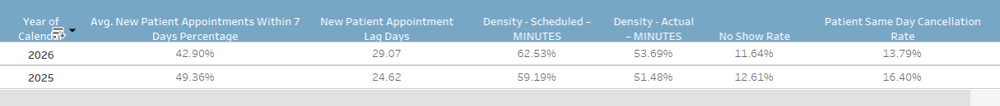 Year of Calendar
Avg. New Patient Appointments Within 7 Days Percentage
New Patient Appointment Lag Days
Density - Scheduled – MINUTES
Density - Actual – MINUTES
No Show Rate
Patient Same Day Cancellation Rate
2026 42.90% 29.07 62.53% 53.69% 11.64% 13.79%
2025 49.36% 24.62 59.19% 51.48% 12.61% 16.40%